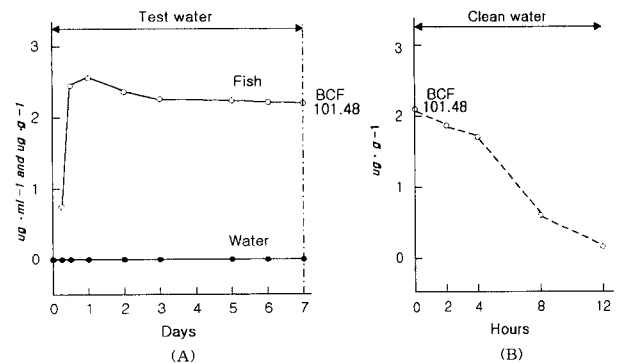 Test water
3
2
1
0
ug · ml -1 and ug · g -1
Fish
BCF
101.48
Water
0 1 2 3 4 5 6 7
Days
(A)
Clean water
3
2
1
0
ug · g-1
BCF
101.48
0 2 4 8 12
Hours
(B)